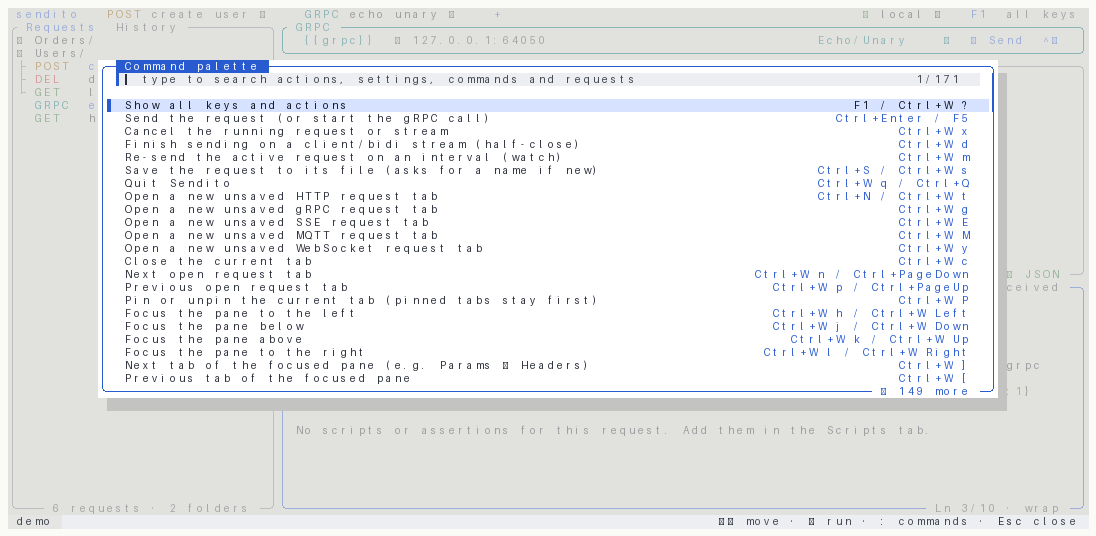 sendito POST create user GRPC echo unary + local F1 all keys
Requests History GRPC
Orders/ {{grpc}} 127.0.0.1:64050 Echo/Unary Send ^
Users/
POST c
DEL d
GET l
GRPC e
GET h
Command palette
type to search actions, settings, commands and requests 1/171
Show all keys and actions F1 / Ctrl+W ?
Send the request (or start the gRPC call) Ctrl+Enter / F5
Cancel the running request or stream Ctrl+W x
Finish sending on a client/bidi stream (half-close) Ctrl+W d
Re-send the active request on an interval (watch) Ctrl+W m
Save the request to its file (asks for a name if new) Ctrl+S / Ctrl+W s
Quit Sendito Ctrl+W q / Ctrl+Q
Open a new unsaved HTTP request tab Ctrl+N / Ctrl+W t
Open a new unsaved gRPC request tab Ctrl+W g
Open a new unsaved SSE request tab Ctrl+W E
Open a new unsaved MQTT request tab Ctrl+W M
Open a new unsaved WebSocket request tab Ctrl+W y
Close the current tab Ctrl+W c
Next open request tab Ctrl+W n / Ctrl+PageDown
Previous open request tab Ctrl+W p / Ctrl+PageUp
Pin or unpin the current tab (pinned tabs stay first) Ctrl+W P
Focus the pane to the left Ctrl+W h / Ctrl+W Left
Focus the pane below Ctrl+W j / Ctrl+W Down
Focus the pane above Ctrl+W k / Ctrl+W Up
Focus the pane to the right Ctrl+W l / Ctrl+W Right
Next tab of the focused pane (e.g. Params Headers) Ctrl+W ]
Previous tab of the focused pane Ctrl+W [
149 more
JSON
ceived
grpc
: 1}
No scripts or assertions for this request. Add them in the Scripts tab.
6 requests · 2 folders Ln 3/10 · wrap
demo move · run · : commands · Esc close